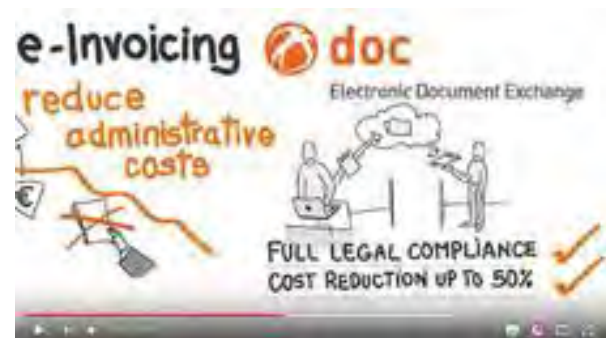 e-Invoicing doc
Electronic Document Exchange
reduce
administrative
costs
€
FULL LEGAL COMPLIANCE
COST REDUCTION UP TO 50%